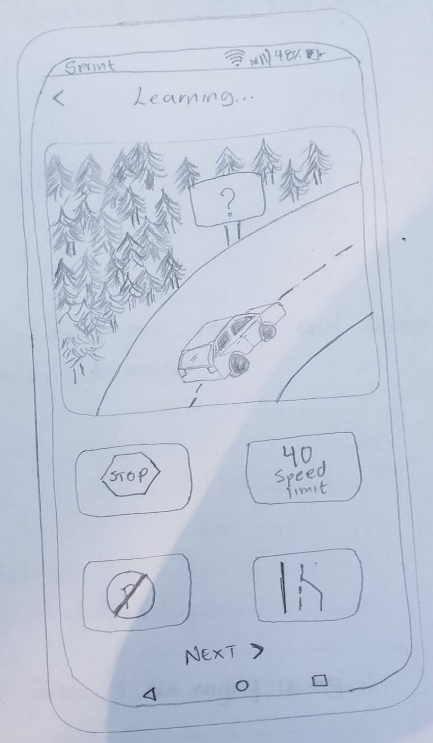 Sprint 48%
< Learning...
?
STOP
40
Speed
limit
P
NEXT >